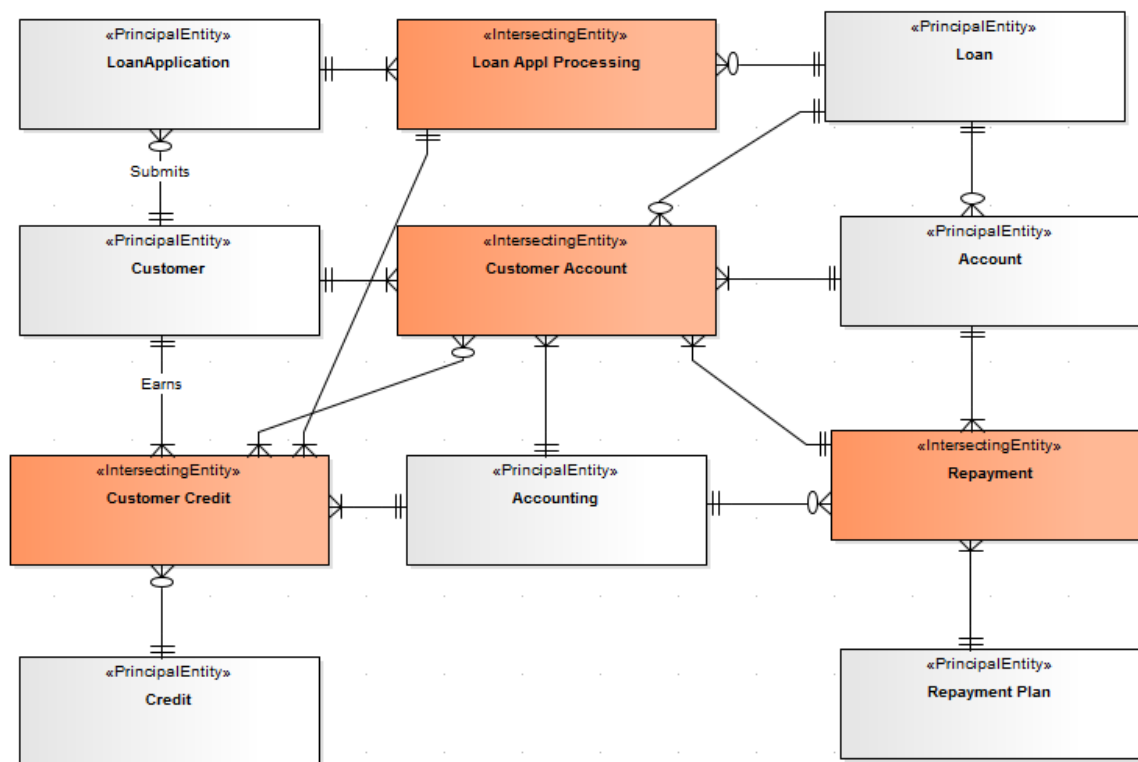 «PrincipalEntity»
LoanApplication
«IntersectingEntity»
Loan Appl Processing
«PrincipalEntity»
Loan
Submits
«PrincipalEntity»
Customer
«IntersectingEntity»
Customer Account
«PrincipalEntity»
Account
Earns
«IntersectingEntity»
Customer Credit
«PrincipalEntity»
Accounting
«IntersectingEntity»
Repayment
«PrincipalEntity»
Credit
«PrincipalEntity»
Repayment Plan